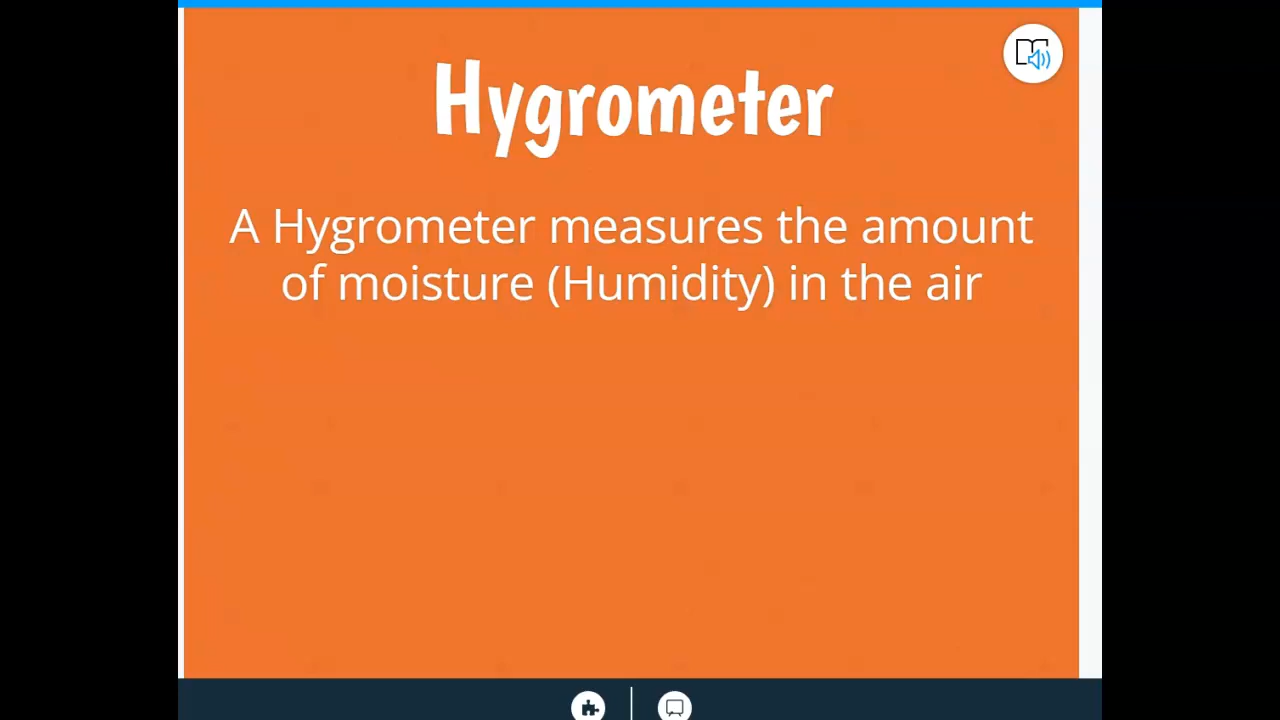 Hygrometer
A Hygrometer measures the amount
of moisture (Humidity) in the air